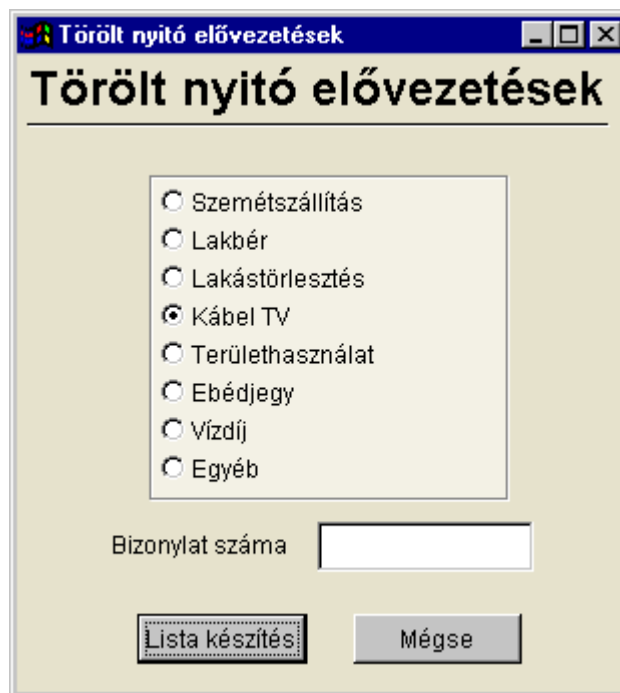 Törölt nyitó elővezetések
Törölt nyitó elővezetések
Szemétszállítás
Lakbér
Lakástörlesztés
Kábel TV
Területhasználat
Ebédjegy
Vízdíj
Egyéb
Bizonylat száma
Lista készítés Mégse